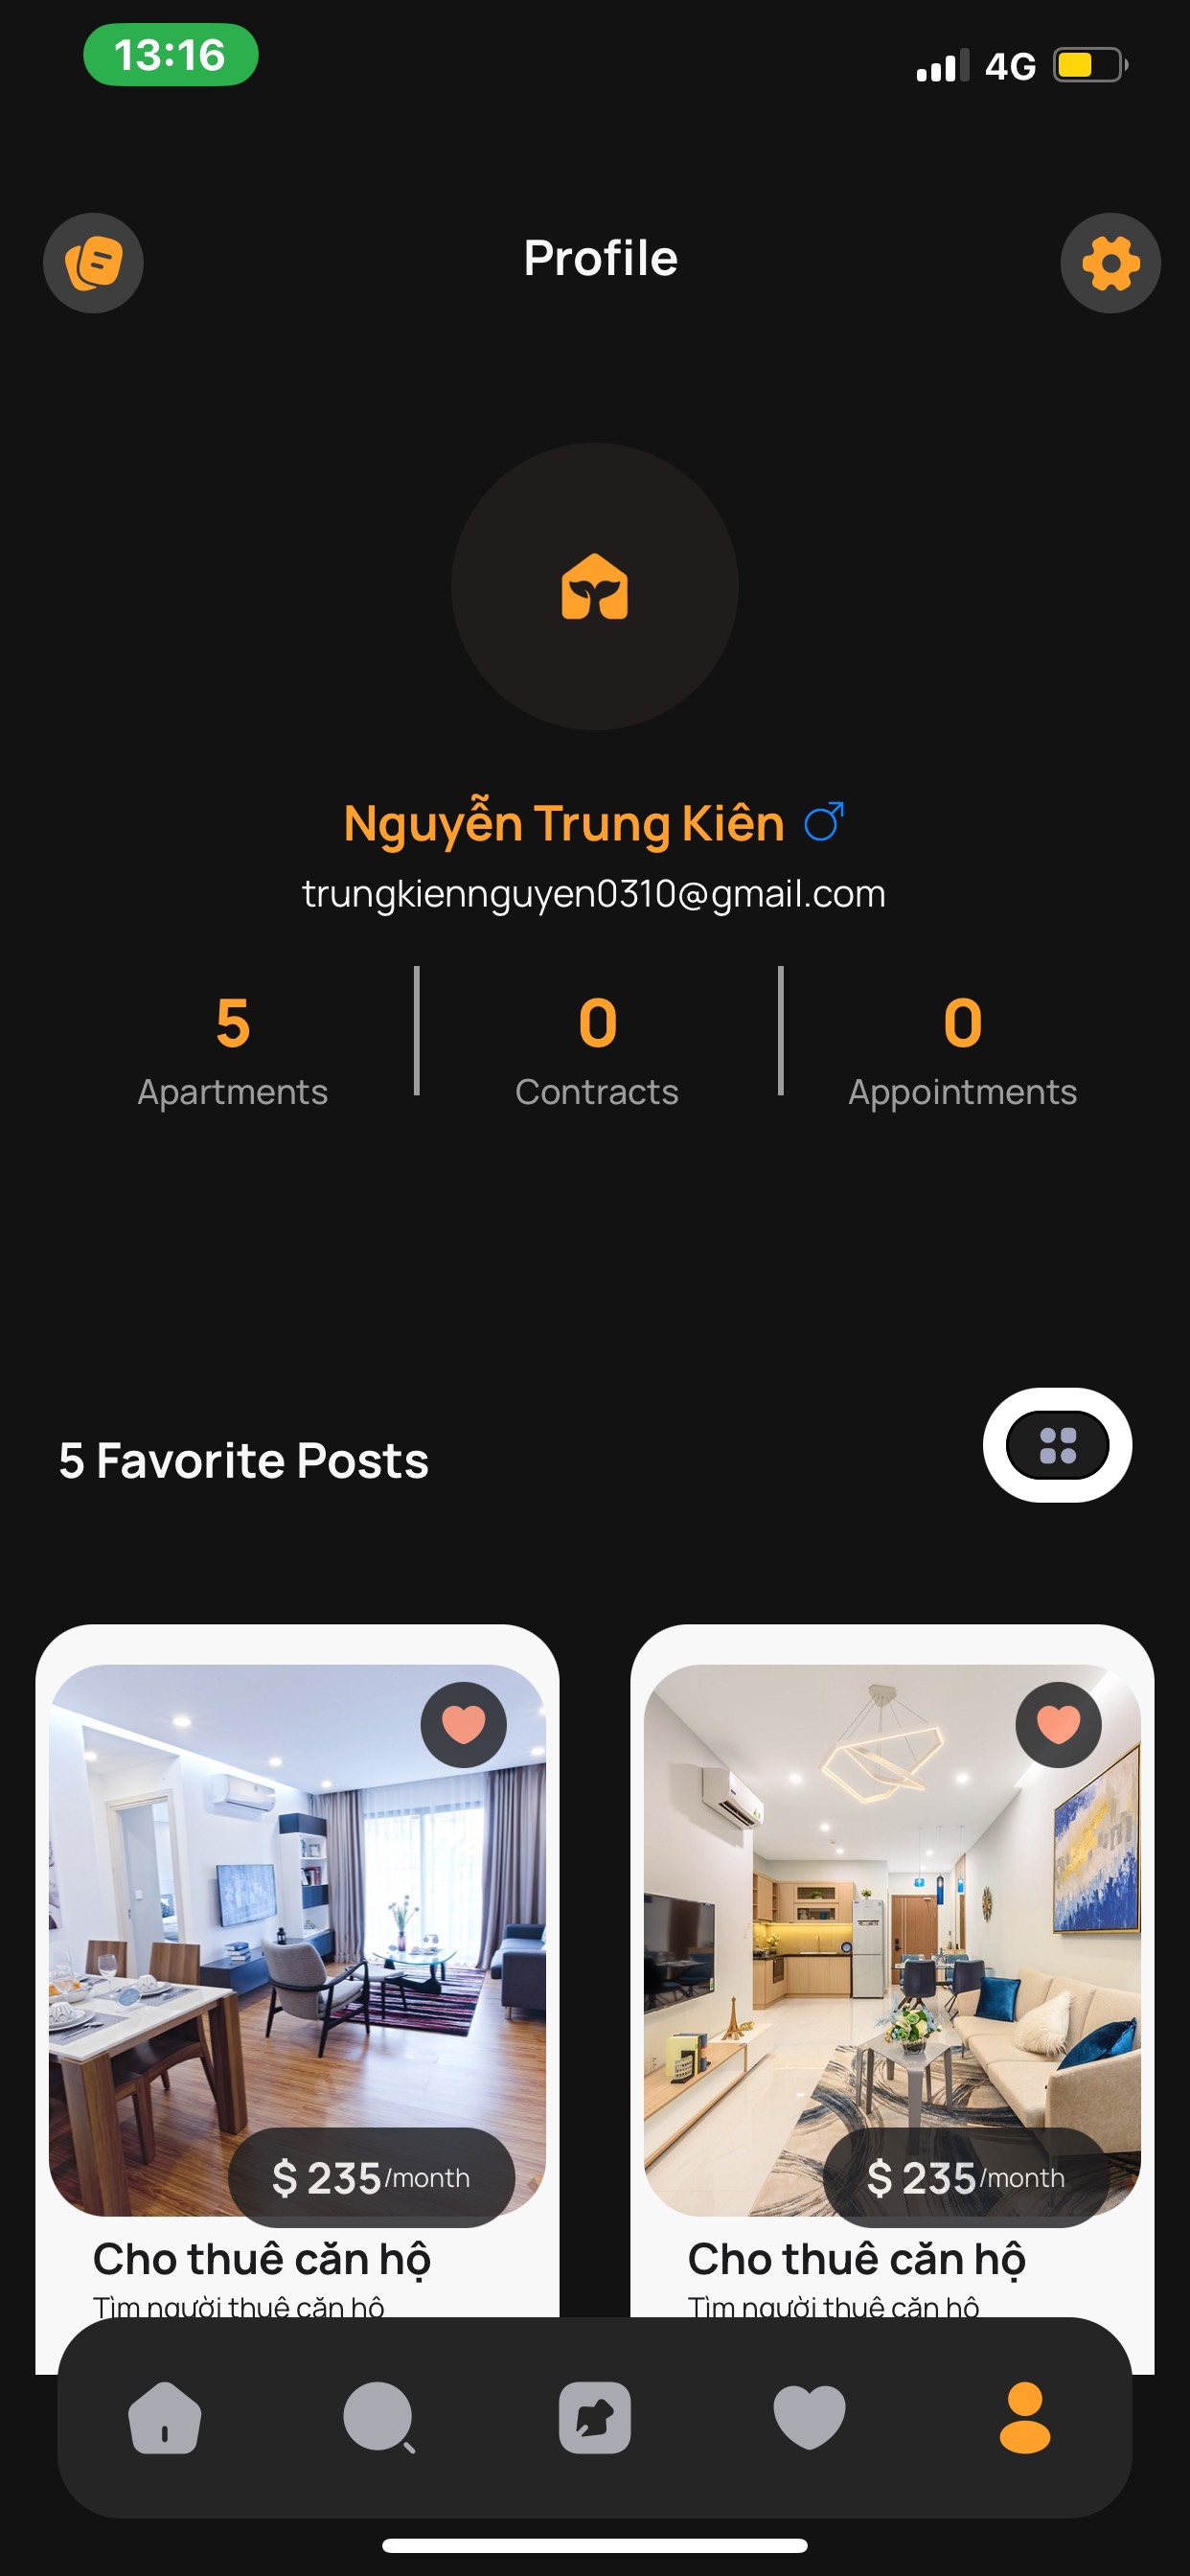 13:16 4G
Profile
Nguyễn Trung Kiên
trungkiennguyen0310@gmail.com
5 0 0
Apartments Contracts Appointments
5 Favorite Posts
$ 235/month $ 235/month
Cho thuê căn hộ Cho thuê căn hộ
Tìm người thuê căn hộ Tìm người thuê căn hộ